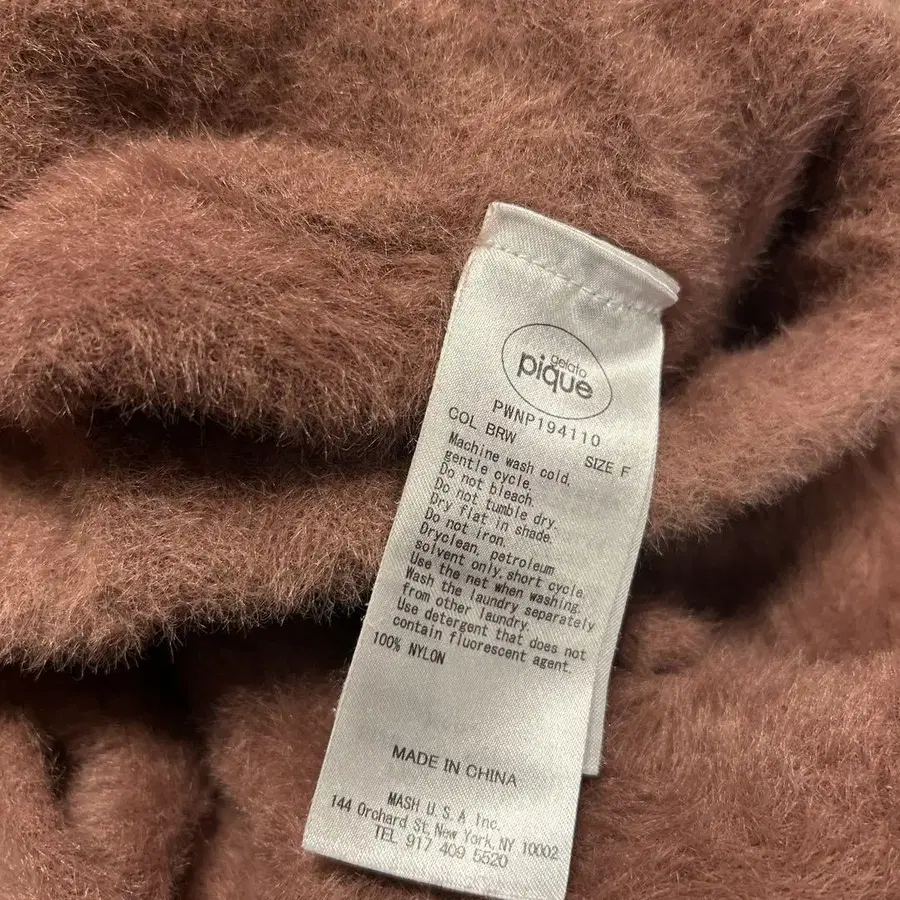 gelato
pique
PWNP194110
COL BRW SIZE F
Machine wash cold,
gentle cycle.
Do not bleach.
Do not tumble dry.
Dry flat in shade.
Do not iron.
Dryclean, petroleum
solvent only, short cycle.
Use the net when washing.
Wash the laundry separately
from other laundry.
Use detergent that does not
contain fluorescent agent.
100% NYLON
MADE IN CHINA
MASH U.S.A Inc.
144 Orchard St, New York, NY 10002
TEL 917 409 5520